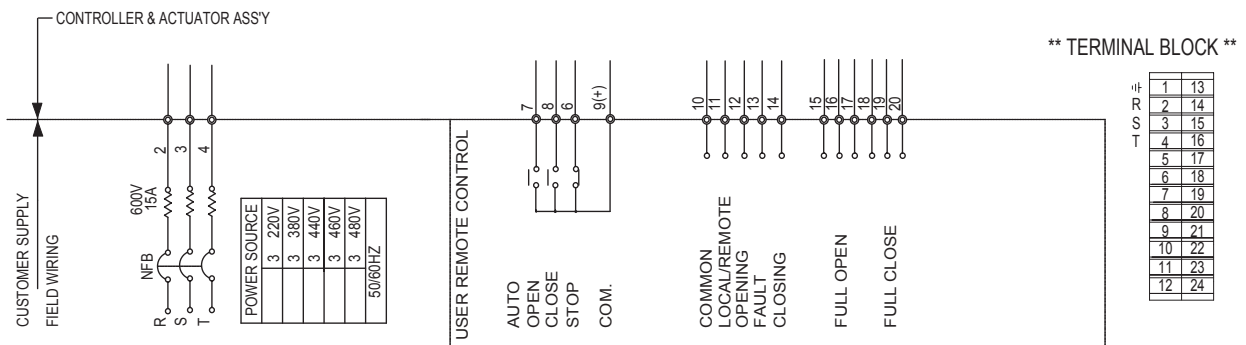 CONTROLLER & ACTUATOR ASS'Y
** TERMINAL BLOCK **
CUSTOMER SUPPLY
FIELD WIRING
2
3
4
600V
15A
NFB
R
S
T
POWER SOURCE
3 220V
3 380V
3 440V
3 460V
3 480V
50/60HZ
USER REMOTE CONTROL
7
8
6
9(+)
AUTO
OPEN
CLOSE
STOP
COM.
10
11
12
13
14
COMMON
LOCAL/REMOTE
OPENING
FAULT
CLOSING
15
16
17
18
19
20
FULL OPEN
FULL CLOSE
1 13
R 2 14
S 3 15
T 4 16
5 17
6 18
7 19
8 20
9 21
10 22
11 23
12 24